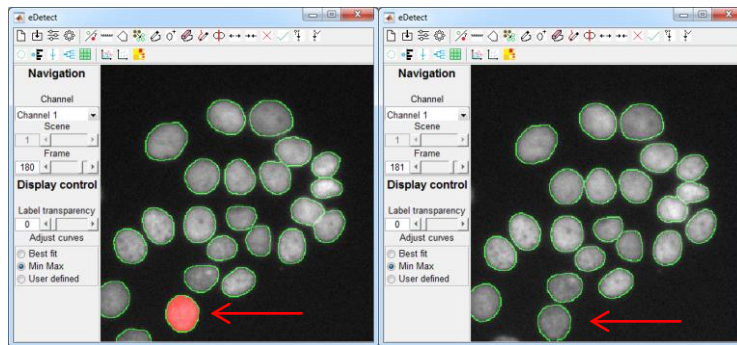 eDetect
Navigation
Channel
Channel 1
Scene
1
Frame
180
Display control
Label transparency
0
Adjust curves
Best fit
Min Max
User defined
eDetect
Navigation
Channel
Channel 1
Scene
1
Frame
181
Display control
Label transparency
0
Adjust curves
Best fit
Min Max
User defined